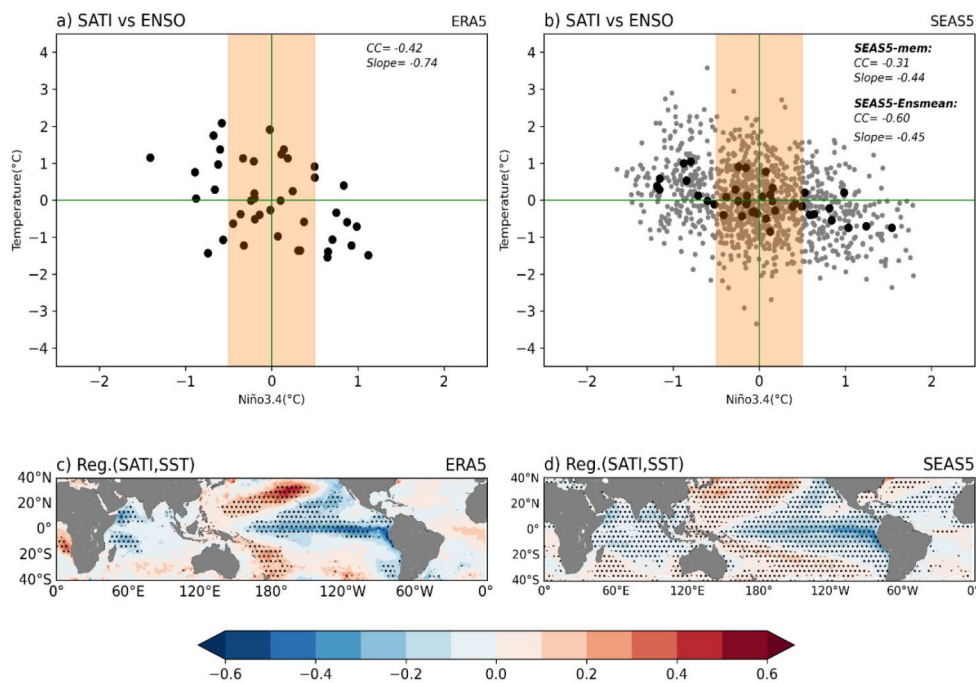 a) SATI vs ENSO ERA5
CC= -0.42
Slope= -0.74
4
3
2
1
0
−1
−2
−3
−4
Temperature(°C)
−2 −1 0 1 2
Niño3.4(°C)
b) SATI vs ENSO SEAS5
SEAS5-mem:
CC= -0.31
Slope= -0.44
SEAS5-Ensmean:
CC= -0.60
Slope= -0.45
4
3
2
1
0
−1
−2
−3
−4
Temperature(°C)
−2 −1 0 1 2
Niño3.4(°C)
c) Reg.(SATI,SST) ERA5
40°N
20°N
0°
20°S
40°S
0° 60°E 120°E 180°W 120°W 60°W 0°
d) Reg.(SATI,SST) SEAS5
40°N
20°N
0°
20°S
40°S
0° 60°E 120°E 180°W 120°W 60°W 0°
−0.6 −0.4 −0.2 0.0 0.2 0.4 0.6